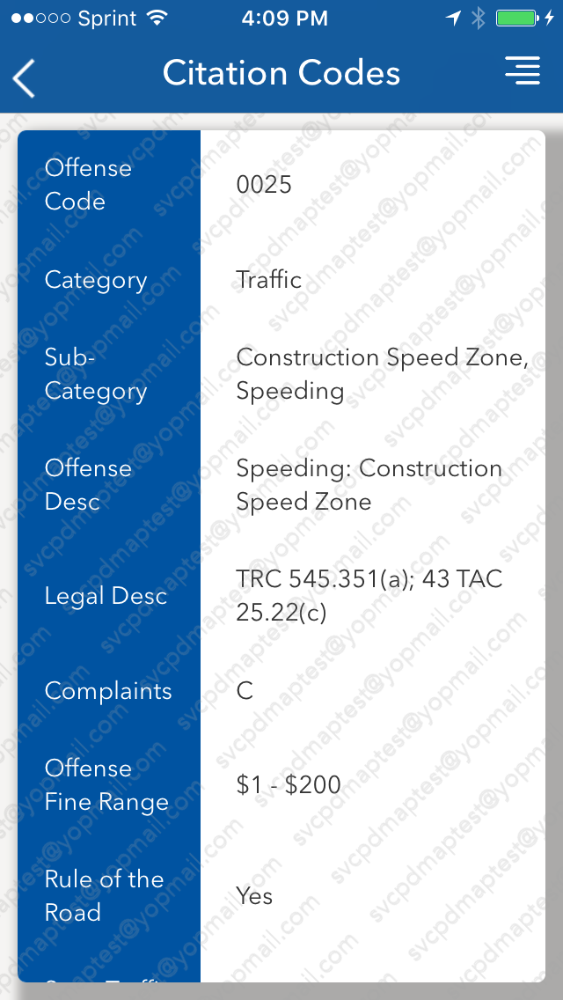 Sprint 4:09 PM
Citation Codes
Offense
Code
0025
Category
Traffic
Sub-
Category
Construction Speed Zone,
Speeding
Offense
Desc
Speeding: Construction
Speed Zone
Legal Desc
TRC 545.351(a); 43 TAC
25.22(c)
Complaints
C
Offense
Fine Range
$1 - $200
Rule of the
Road
Yes
svcpdmaptest@yopmail.com